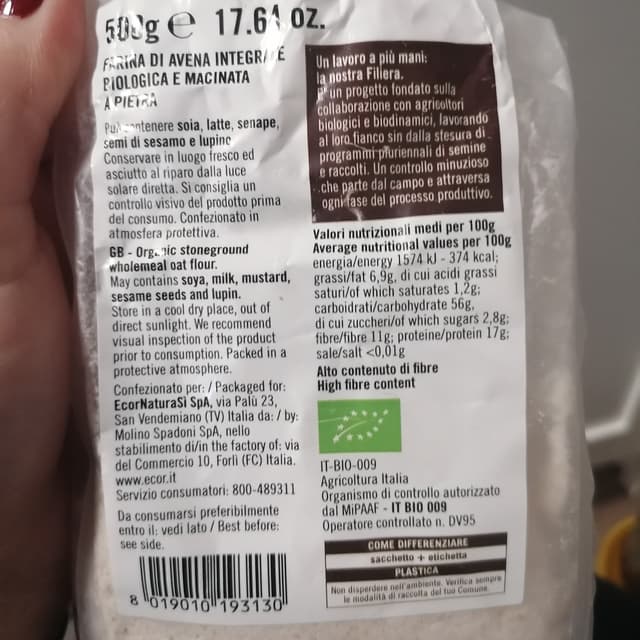 500g e 17.64 oz.
FARINA DI AVENA INTEGRALE
BIOLOGICA E MACINATA
A PIETRA
Può contenere soia, latte, senape,
semi di sesamo e lupino
Conservare in luogo fresco ed
asciutto al riparo dalla luce
solare diretta. Si consiglia un
controllo visivo del prodotto prima
del consumo. Confezionato in
atmosfera protettiva.
GB - Organic stoneground
wholemeal oat flour.
May contains soya, milk, mustard,
sesame seeds and lupin.
Store in a cool dry place, out of
direct sunlight. We recommend
visual inspection of the product
prior to consumption. Packed in a
protective atmosphere.
Confezionato per: / Packaged for:
EcorNaturaSì SpA, via Palù 23,
San Vendemiano (TV) Italia da: / by:
Molino Spadoni SpA, nello
stabilimento di/in the factory of: via
del Commercio 10, Forlì (FC) Italia.
www.ecor.it
Servizio consumatori: 800-489311
Da consumarsi preferibilmente
entro il: vedi lato / Best before:
see side.
8 019010 193130
Un lavoro a più mani:
la nostra Filiera.
È un progetto fondato sulla
collaborazione con agricoltori
biologici e biodinamici, lavorando
al loro fianco sin dalla stesura di
programmi pluriennali di semine
e raccolti. Un controllo minuzioso
che parte dal campo e attraversa
ogni fase del processo produttivo.
Valori nutrizionali medi per 100g
Average nutritional values per 100g
energia/energy 1574 kJ - 374 kcal;
grassi/fat 6,9g, di cui acidi grassi
saturi/of which saturates 1,2g;
carboidrati/carbohydrate 56g,
di cui zuccheri/of which sugars 2,8g;
fibre/fibre 11g; proteine/protein 17g;
sale/salt <0,01g
Alto contenuto di fibre
High fibre content
IT-BIO-009
Agricoltura Italia
Organismo di controllo autorizzato
dal MiPAAF - IT BIO 009
Operatore controllato n. DV95
COME DIFFERENZIARE
sacchetto + etichetta
PLASTICA
Non disperdere nell'ambiente. Verifica sempre
le modalità di raccolta del tuo Comune.